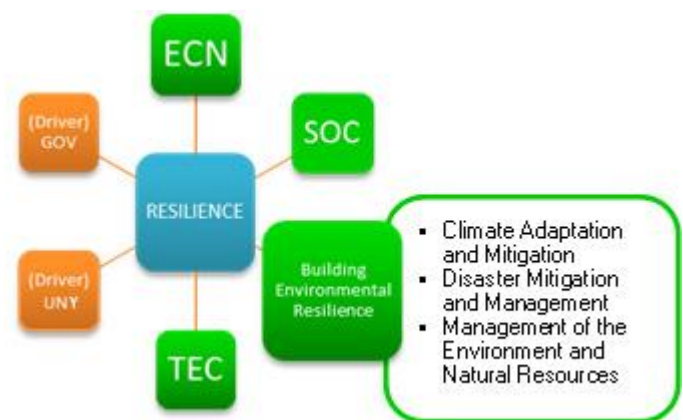 ECN
(Driver)
GOV
SOC
RESILIENCE
(Driver)
UNY
Building
Environmental
Resilience
TEC
▪ Climate Adaptation
and Mitigation
▪ Disaster Mitigation
and Management
▪ Management of the
Environment and
Natural Resources